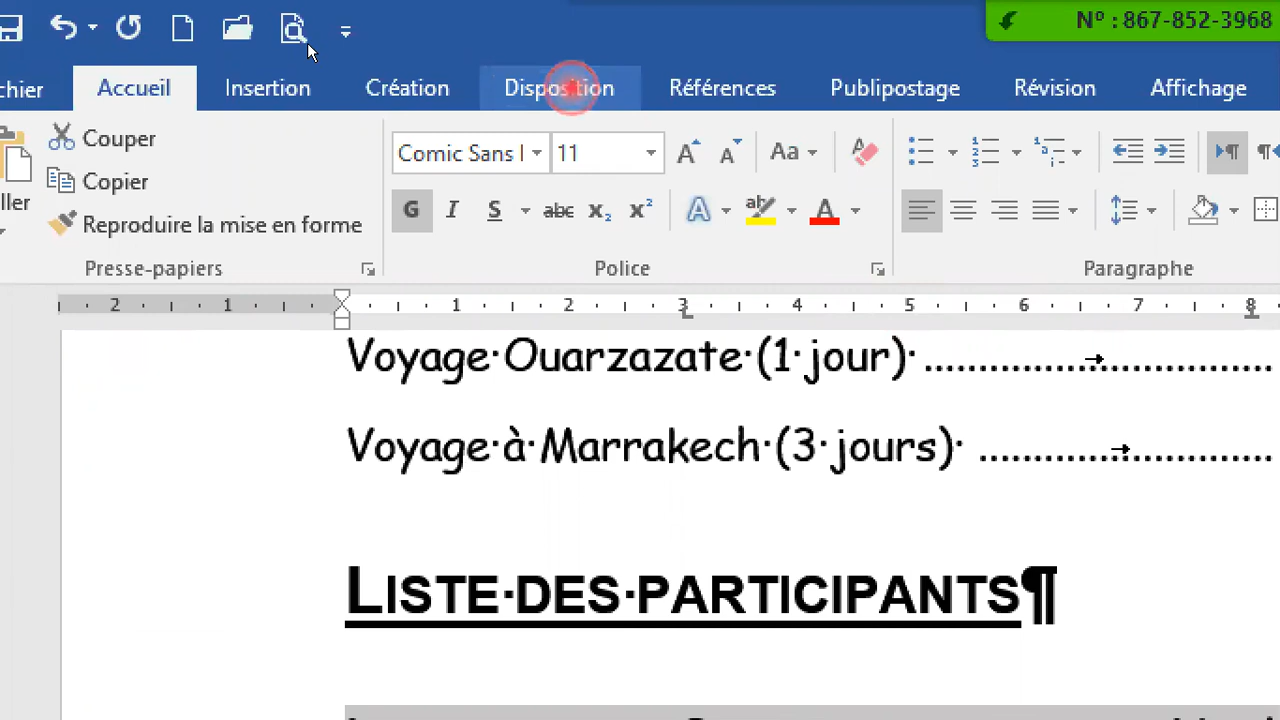 N° : 867-852-3968
chier Accueil Insertion Création Disposition Références Publipostage Révision Affichage
Couper
Copier
ller
Reproduire la mise en forme
Comic Sans 11 Aa
G I S abc x₂ x² A ab A
Presse-papiers Police Paragraphe
2 1 1 2 3 4 5 6 7 8
Voyage·Ouarzazate·(1·jour)· ................................
Voyage·à·Marrakech·(3·jours)· ...........................
LISTE·DES·PARTICIPANTS¶